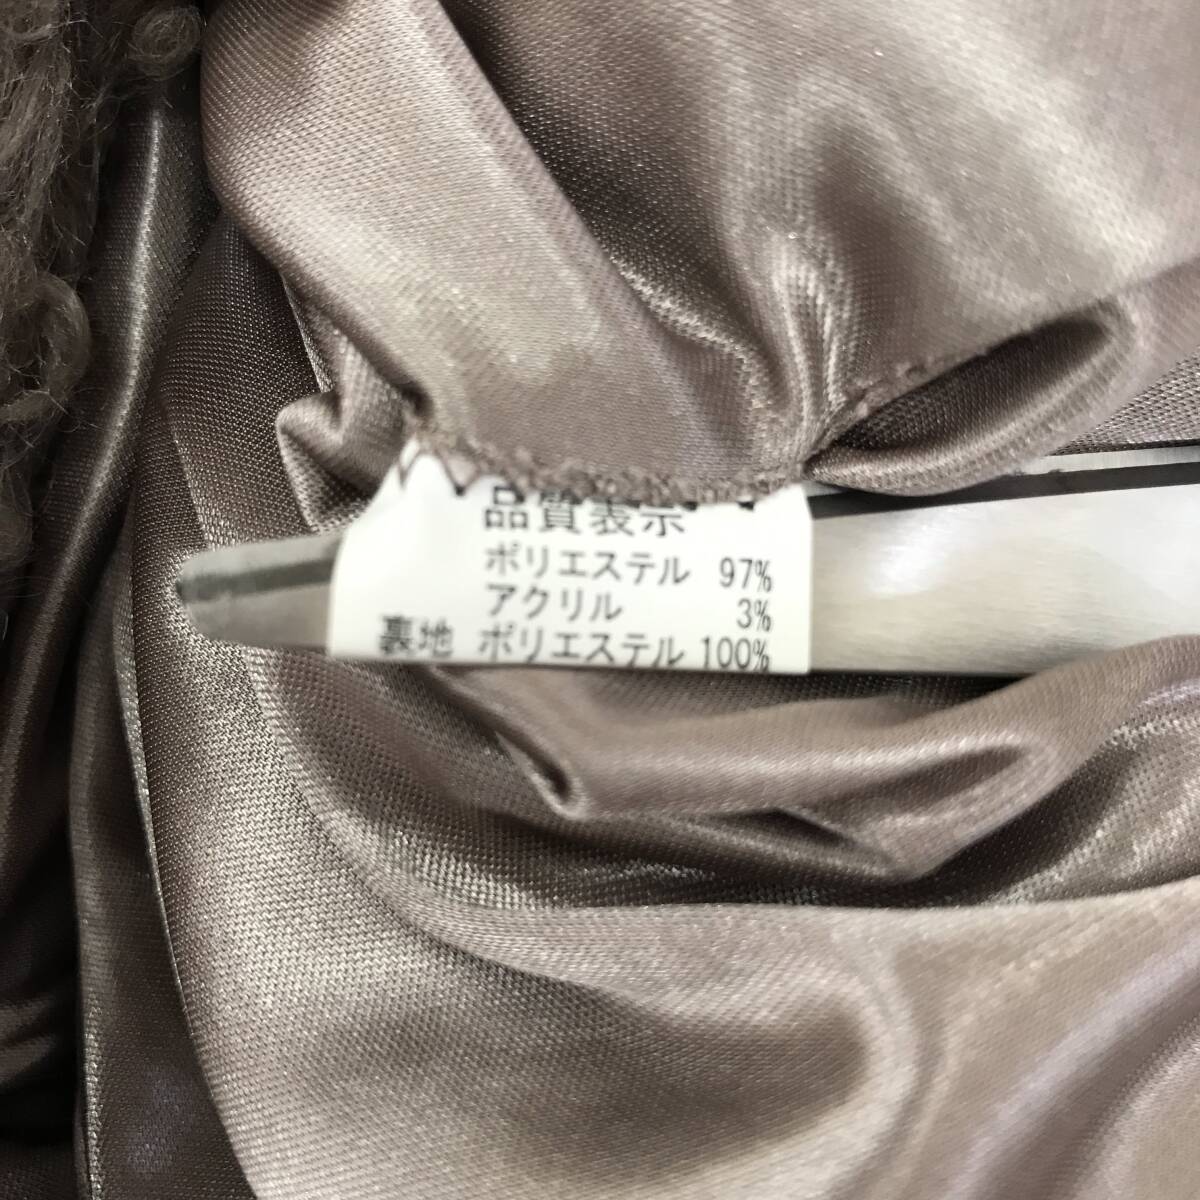 品質表示
ポリエステル 97%
アクリル 3%
裏地 ポリエステル 100%